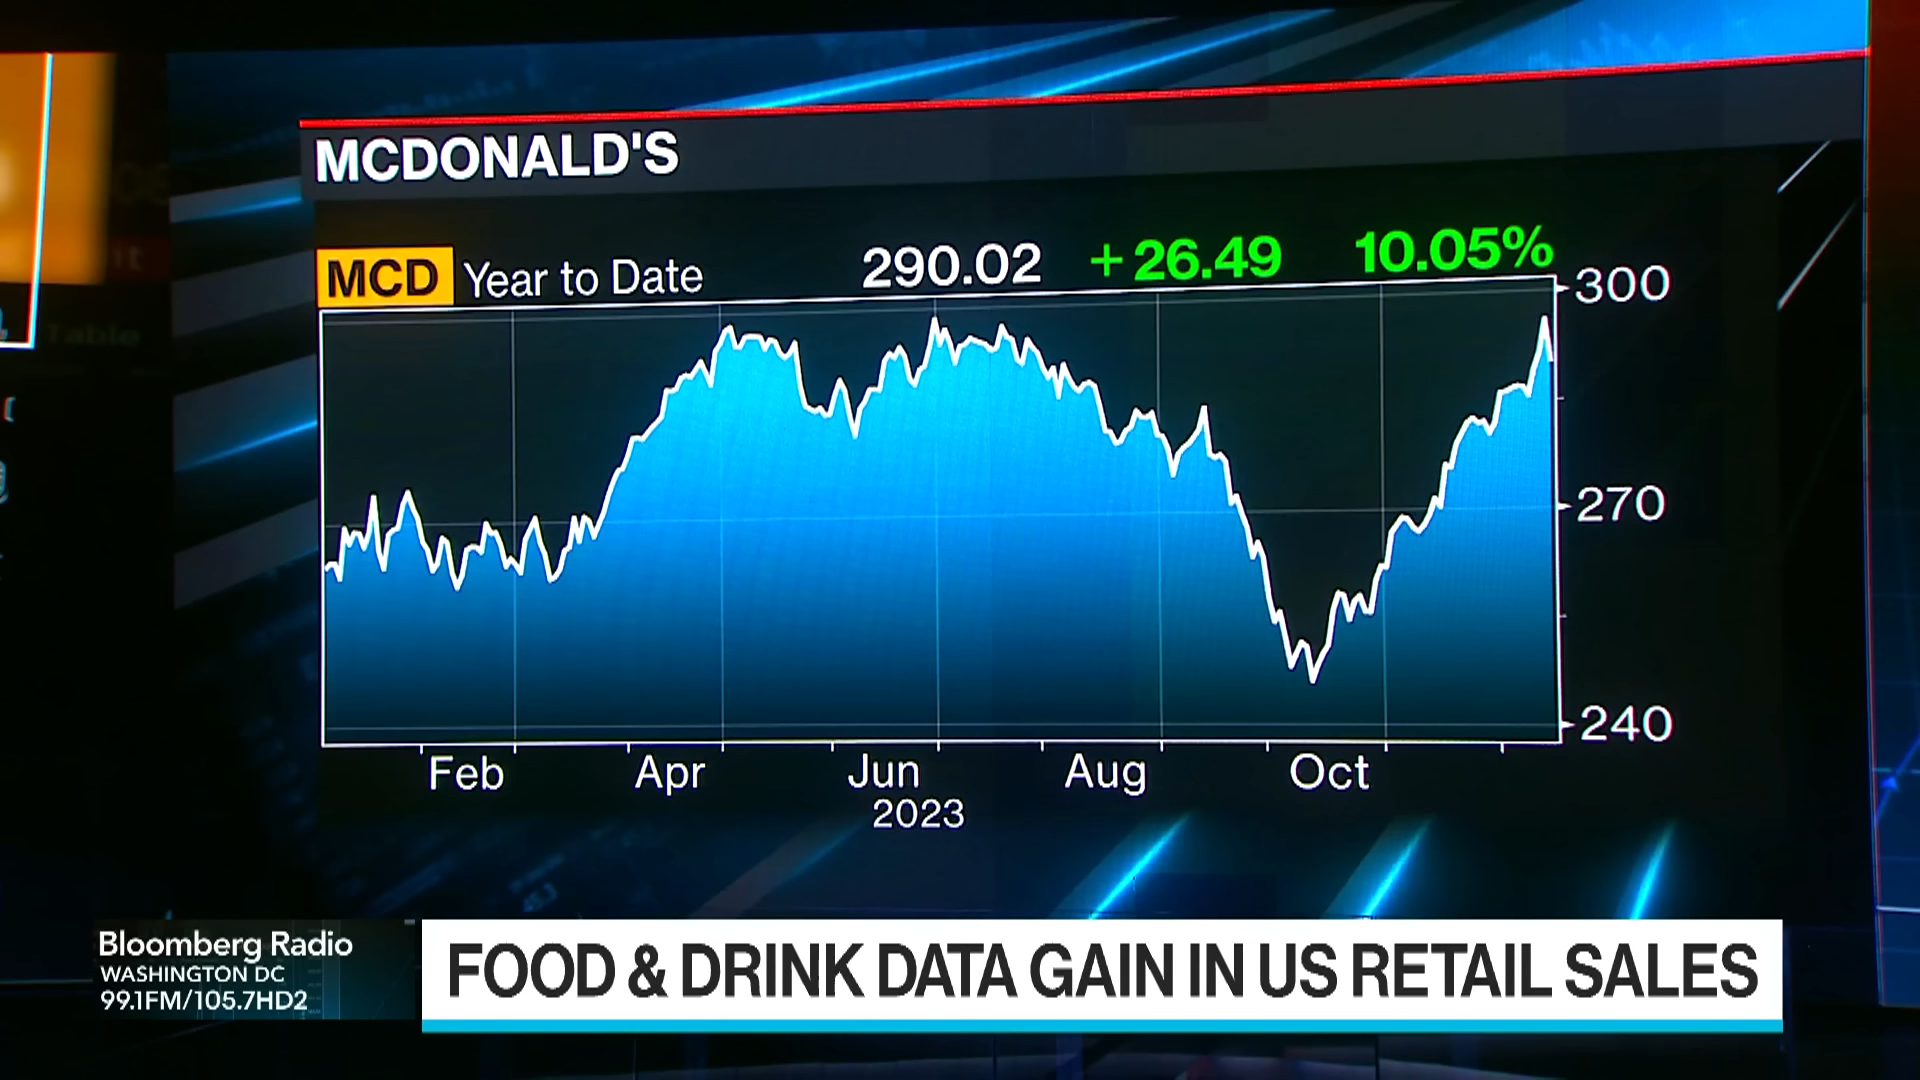 MCDONALD'S
MCD Year to Date 290.02 +26.49 10.05%
300
270
240
Feb Apr Jun Aug Oct
2023
Bloomberg Radio
WASHINGTON DC
99.1FM/105.7HD2
FOOD & DRINK DATA GAIN IN US RETAIL SALES
Table